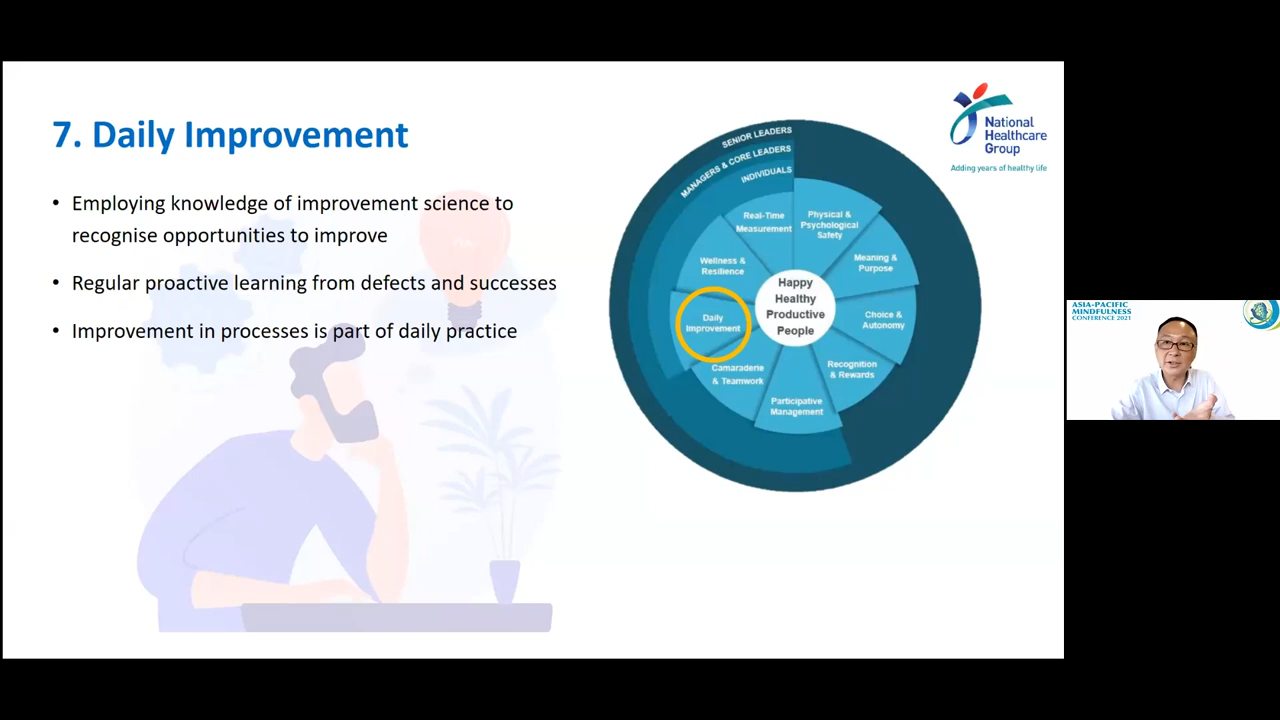 7. Daily Improvement
• Employing knowledge of improvement science to
recognise opportunities to improve
• Regular proactive learning from defects and successes
• Improvement in processes is part of daily practice
SENIOR LEADERS
MANAGERS & CORE LEADERS
INDIVIDUALS
Real-Time
Measurement
Physical &
Psychological
Safety
Meaning &
Purpose
Choice &
Autonomy
Recognition
& Rewards
Participative
Management
Camaraderie
& Teamwork
Daily
Improvement
Wellness &
Resilience
Happy
Healthy
Productive
People
National
Healthcare
Group
Adding years of healthy life
ASIA-PACIFIC
MINDFULNESS
CONFERENCE 2021